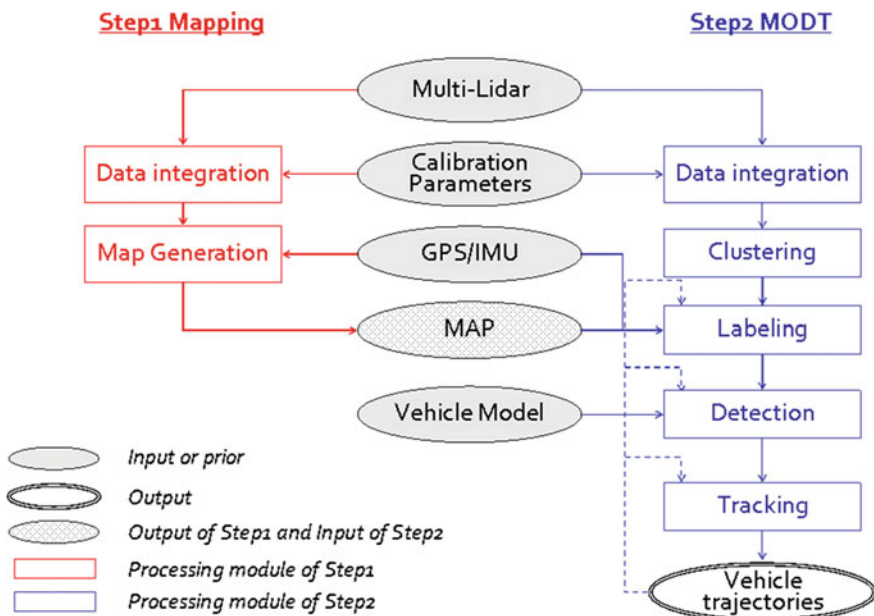 Step1 Mapping
Step2 MODT
Multi-Lidar
Data integration
Calibration
Parameters
Data integration
Map Generation
GPS/IMU
Clustering
MAP
Labeling
Vehicle Model
Detection
Tracking
Vehicle
trajectories
Input or prior
Output
Output of Step1 and Input of Step2
Processing module of Step1
Processing module of Step2